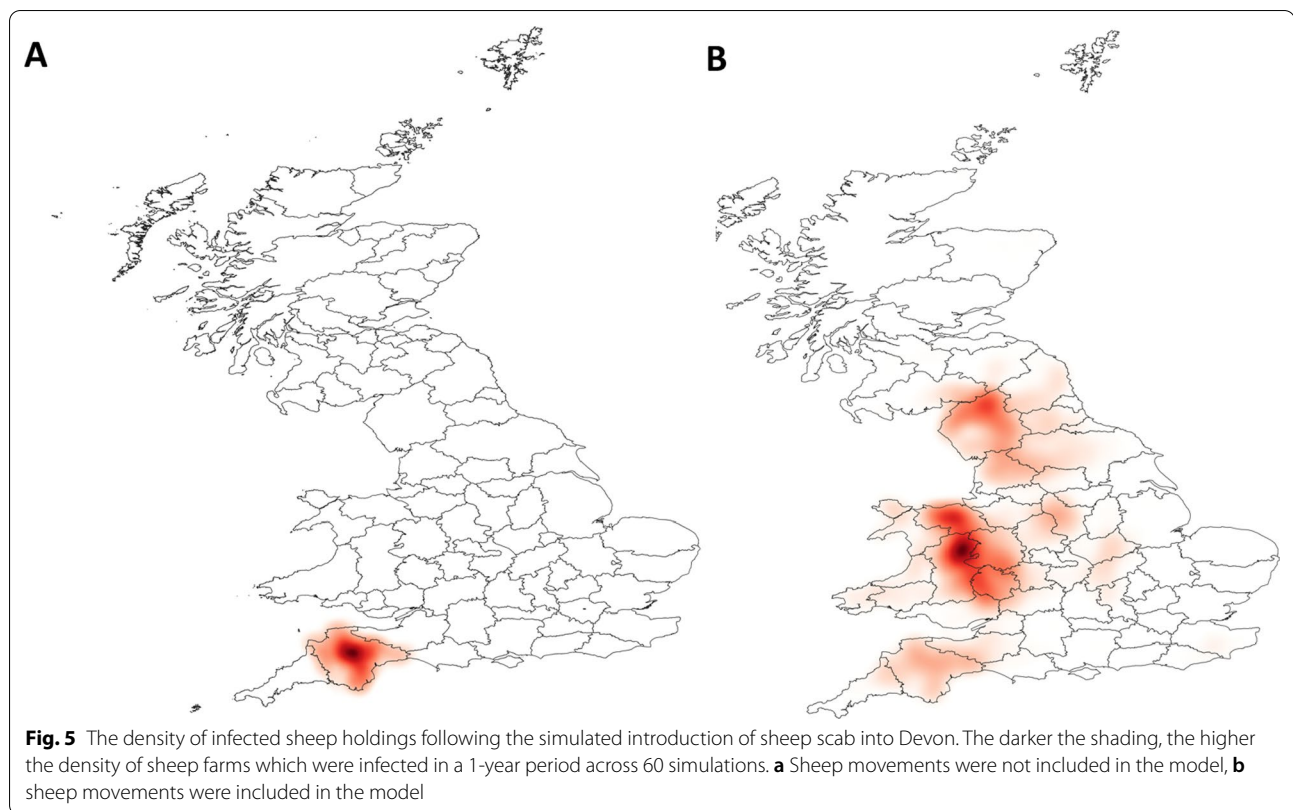 A
B
Fig. 5 The density of infected sheep holdings following the simulated introduction of sheep scab into Devon. The darker the shading, the higher
the density of sheep farms which were infected in a 1-year period across 60 simulations. a Sheep movements were not included in the model, b
sheep movements were included in the model